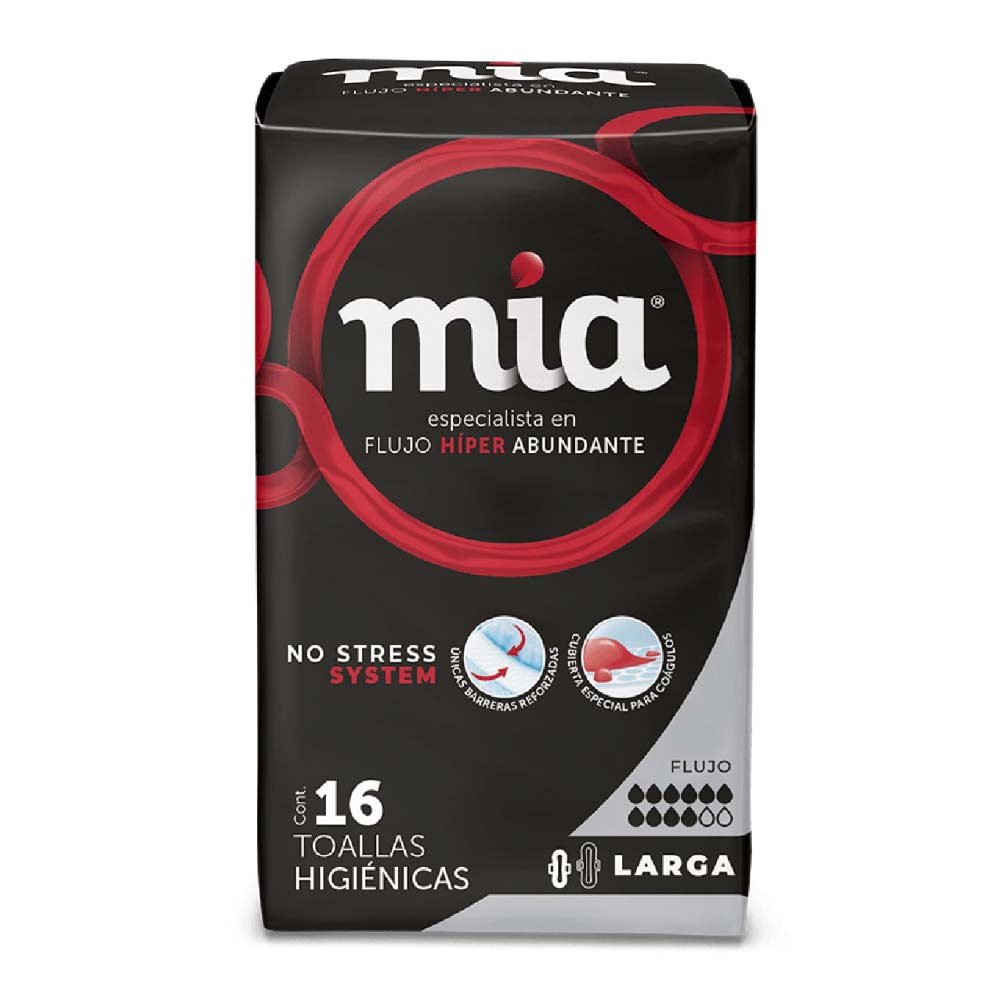 mia™
especialista en
FLUJO HÍPER ABUNDANTE
mia®
especialista en
FLUJO HÍPER ABUNDANTE
NO STRESS
SYSTEM
ÚNICAS BARRERAS REFORZADAS
CUBIERTA ESPECIAL PARA COÁGULOS
FLUJO
Cont. 16
TOALLAS
HIGIÉNICAS
LARGA